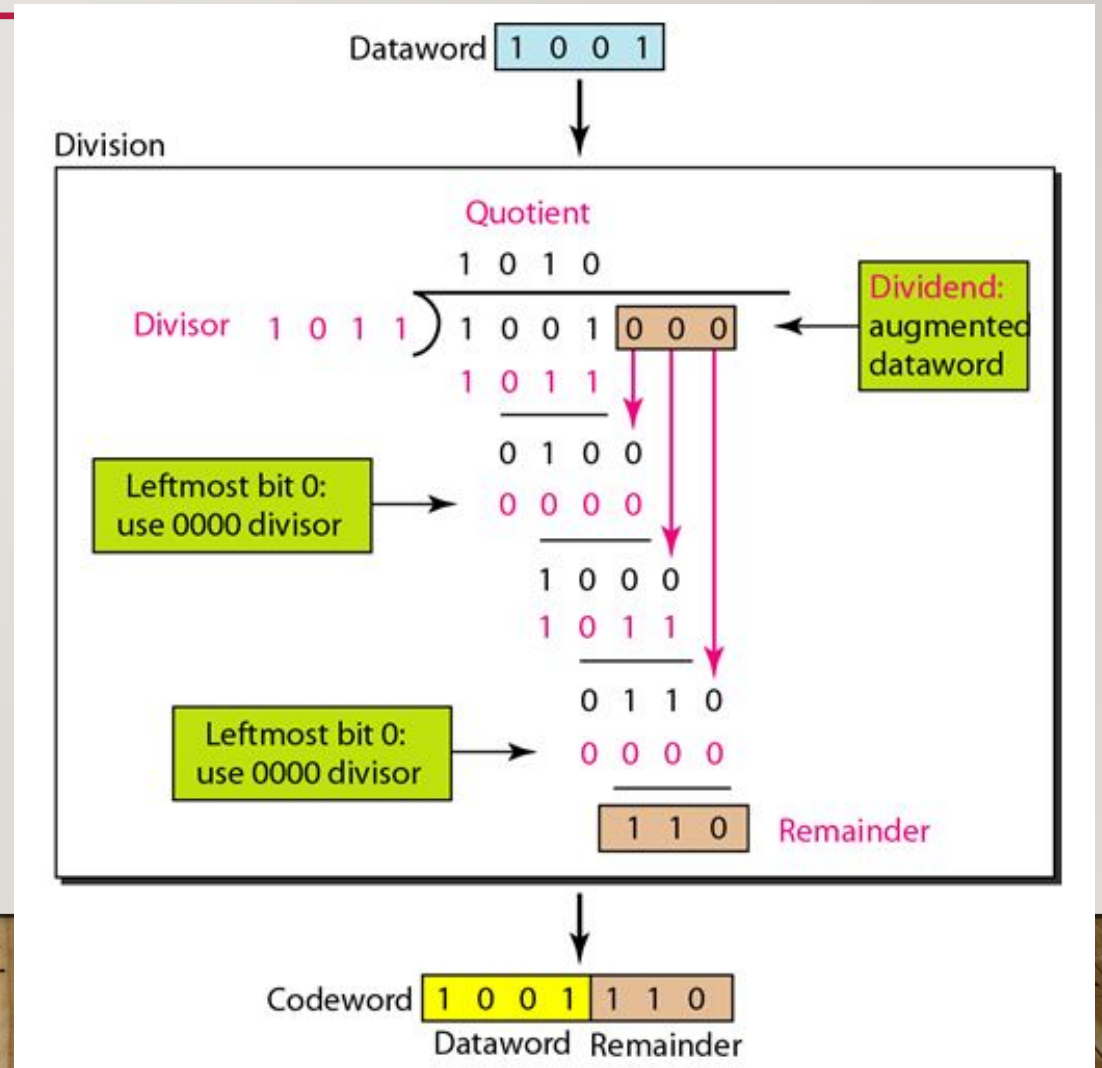 Dataword 1 0 0 1
Division
Quotient
1 0 1 0
Divisor 1 0 1 1 1 0 0 1 0 0 0
Dividend:
augmented
dataword
1 0 1 1
0 1 0 0
Leftmost bit 0:
use 0000 divisor
0 0 0 0
1 0 0 0
1 0 1 1
0 1 1 0
Leftmost bit 0:
use 0000 divisor
0 0 0 0
1 1 0 Remainder
Codeword 1 0 0 1 1 1 0
Dataword Remainder